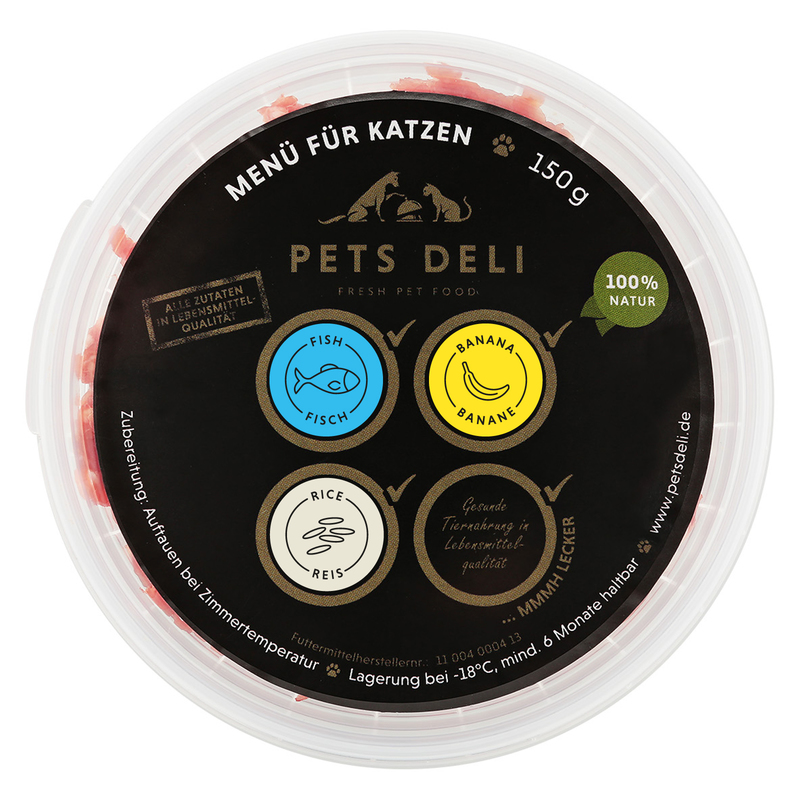 MENÜ FÜR KATZEN
150g
PETS DELI
FRESH PET FOOD
ALLE ZUTATEN
IN LEBENSMITTEL-
QUALITÄT
100%
NATUR
FISH
FISCH
BANANA
BANANE
RICE
REIS
Gesunde
Tiernahrung in
Lebensmittel-
qualität
... MMMH LECKER
Futtermittelherstellernr.: 11 004 0004 13
Zubereitung: Auftauen bei Zimmertemperatur
Lagerung bei -18°C, mind. 6 Monate haltbar
www.petsdeli.de